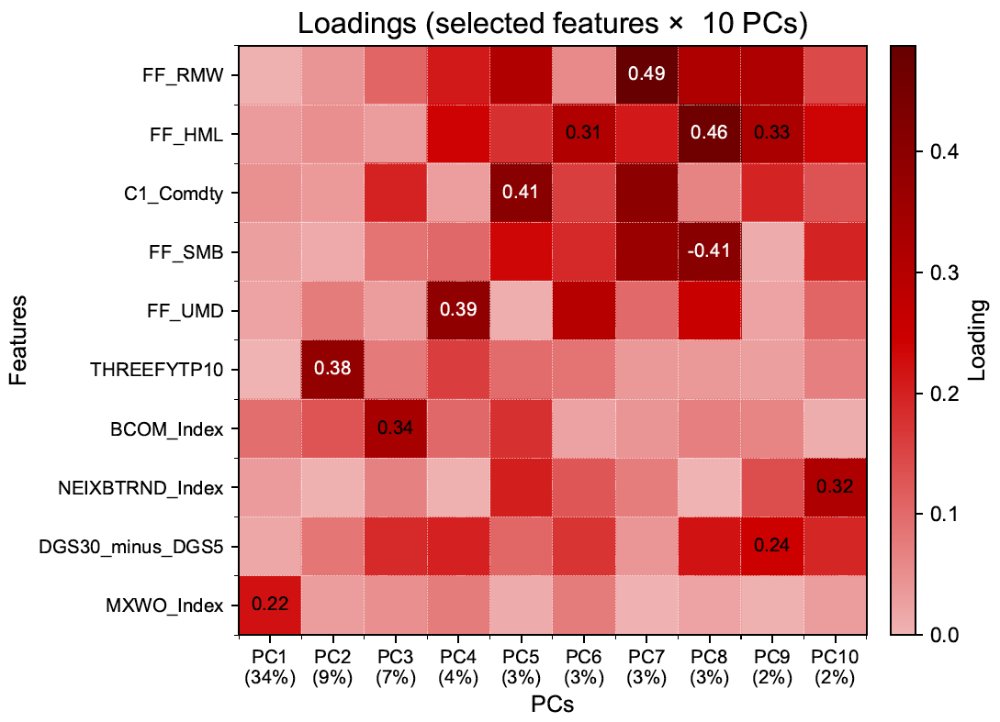 Loadings (selected features × 10 PCs)
FF_RMW
0.49
FF_HML
0.31
0.46
0.33
C1_Comdty
0.41
FF_SMB
-0.41
FF_UMD
0.39
THREEFYTP10
0.38
BCOM_Index
0.34
NEIXBTRND_Index
0.32
DGS30_minus_DGS5
0.24
MXWO_Index
0.22
Features
PC1 PC2 PC3 PC4 PC5 PC6 PC7 PC8 PC9 PC10
(34%) (9%) (7%) (4%) (3%) (3%) (3%) (3%) (2%) (2%)
PCs
0.4
0.3
0.2
0.1
0.0
Loading